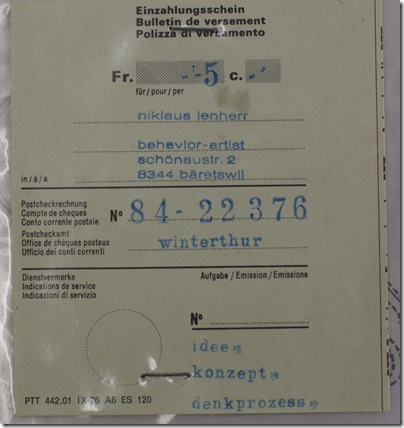 Einzahlungsschein
Bulletin de versement
Polizza di versamento
Fr. --5 c. -
für / pour / per
niklaus lenherr
behavior-artist
schönaustr. 2
in / à / a 8344 bäretswil
Postcheckrechnung
Compte de chèques
Conto corrente postale
No 84-22376
Postcheckamt
Office de chèques postaux
Ufficio dei conti correnti
winterthur
Dienstvermerke
Indications de service
Indicazioni di servizio
Aufgabe / Emission / Emissione
No
idee
konzept
denkprozess
PTT 442.01 IX 76 A6 ES 120